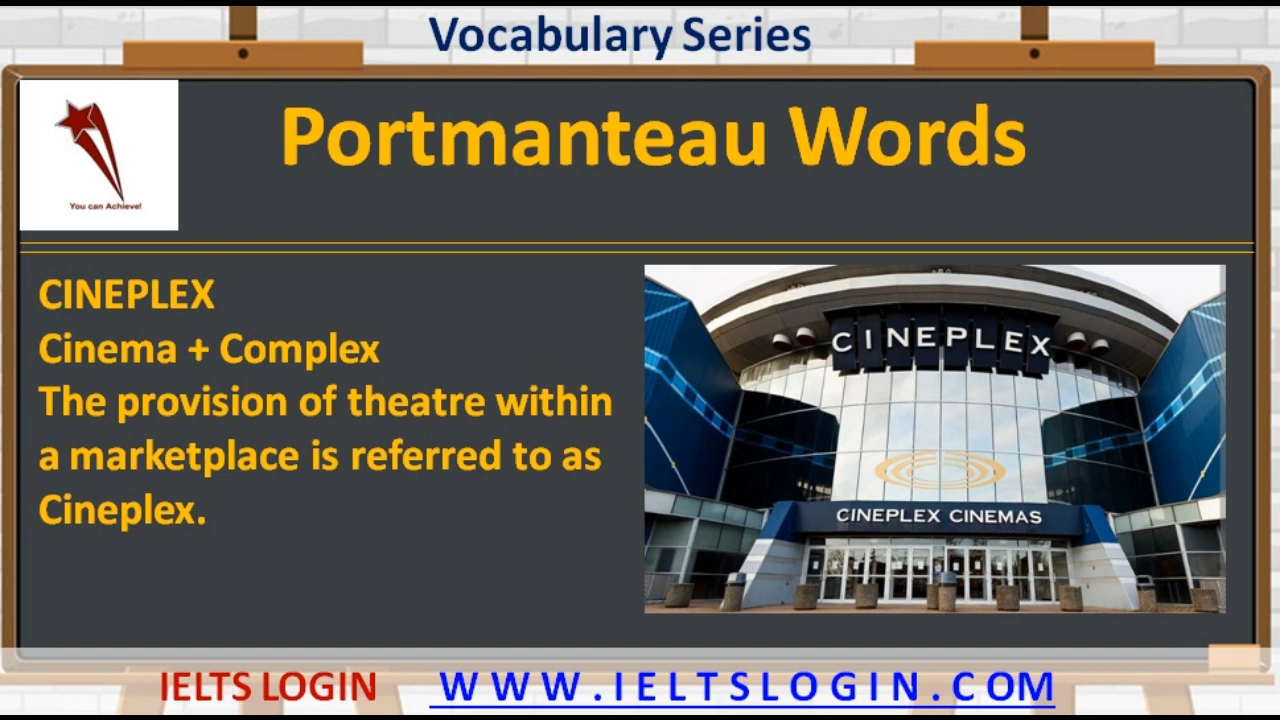 Vocabulary Series
Portmanteau Words
You can Achieve!
CINEPLEX
Cinema + Complex
The provision of theatre within
a marketplace is referred to as
Cineplex.
CINEPLEX
CINEPLEX CINEMAS
IELTS LOGIN WWW.IELTSLOGIN.COM